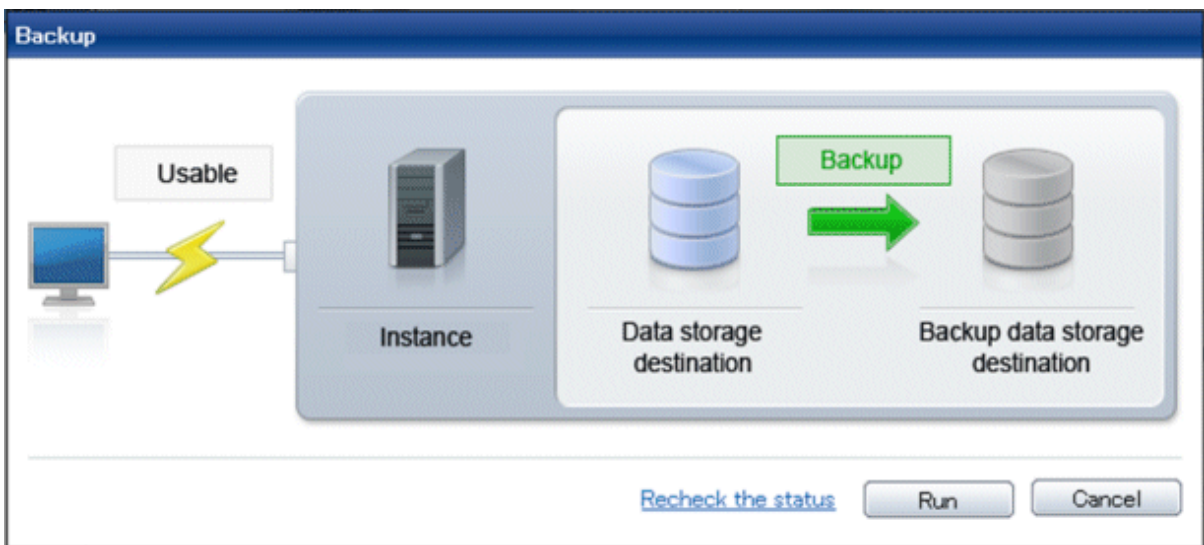 Backup
Usable
Backup
Instance
Data storage
destination
Backup data storage
destination
Recheck the status
Run
Cancel